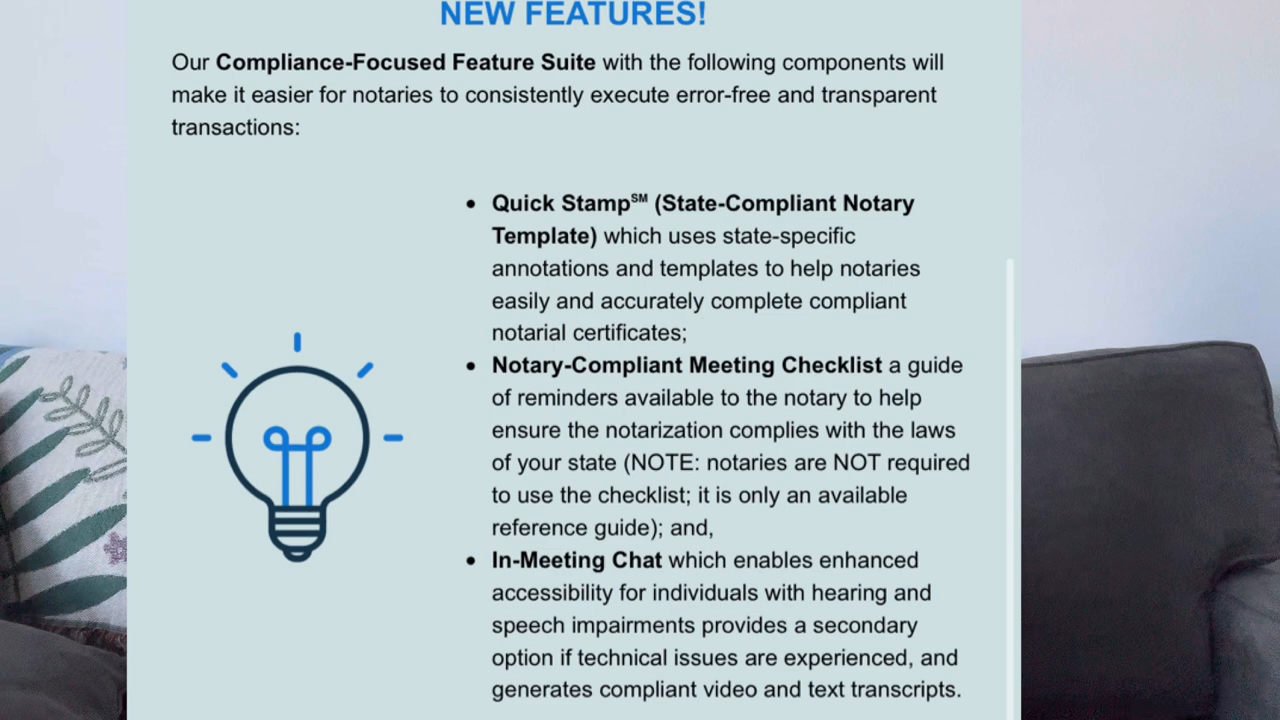 NEW FEATURES!
Our Compliance-Focused Feature Suite with the following components will
make it easier for notaries to consistently execute error-free and transparent
transactions:
• Quick Stamp℠ (State-Compliant Notary
Template) which uses state-specific
annotations and templates to help notaries
easily and accurately complete compliant
notarial certificates;
• Notary-Compliant Meeting Checklist a guide
of reminders available to the notary to help
ensure the notarization complies with the laws
of your state (NOTE: notaries are NOT required
to use the checklist; it is only an available
reference guide); and,
• In-Meeting Chat which enables enhanced
accessibility for individuals with hearing and
speech impairments provides a secondary
option if technical issues are experienced, and
generates compliant video and text transcripts.